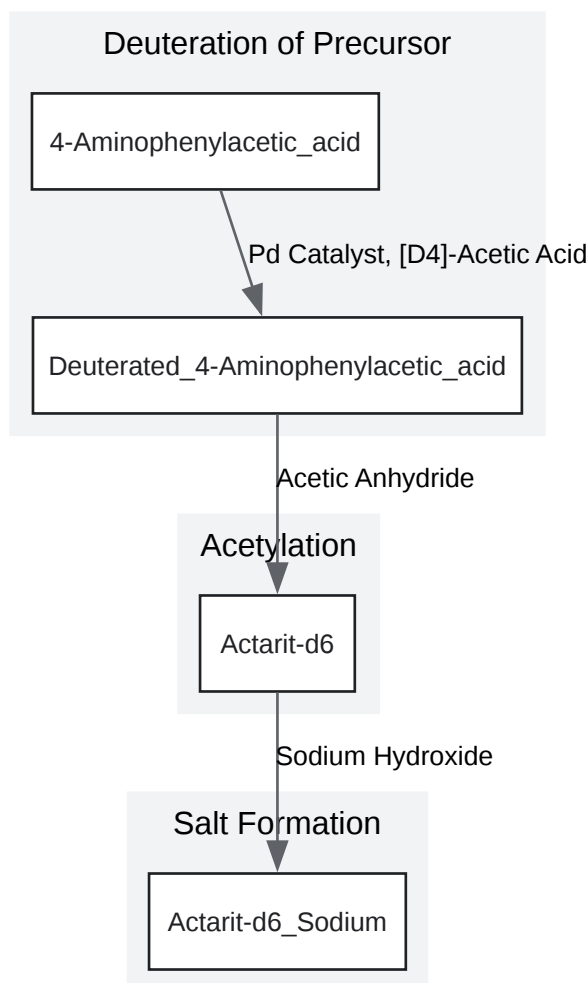 Deuteration of Precursor
4-Aminophenylacetic_acid
Pd Catalyst, [D4]-Acetic Acid
Deuterated_4-Aminophenylacetic_acid
Acetic Anhydride
Acetylation
Actarit-d6
Sodium Hydroxide
Salt Formation
Actarit-d6_Sodium